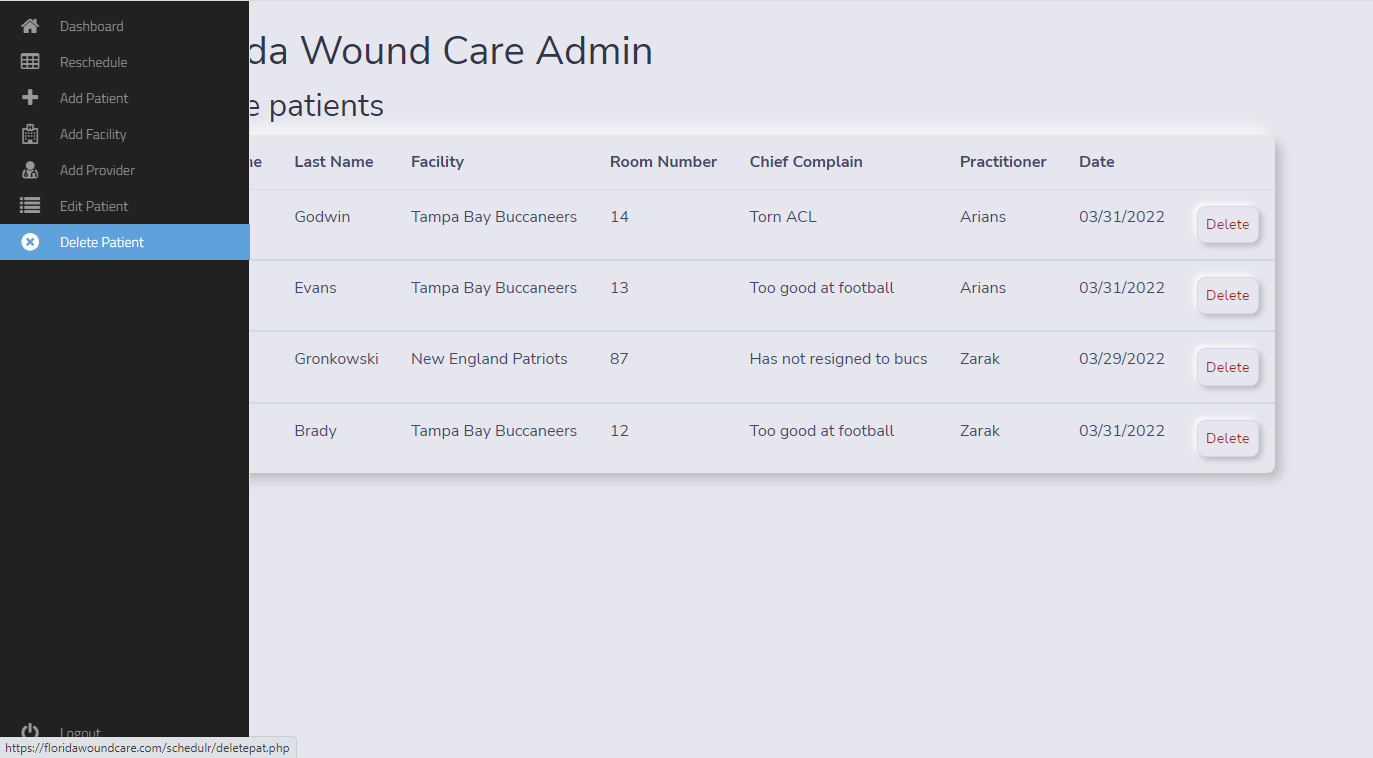 Dashboard
Reschedule
Add Patient
Add Facility
Add Provider
Edit Patient
Delete Patient
Logout
https://floridawoundcare.com/schedulr/deletepat.php
da Wound Care Admin
e patients
ne Last Name Facility Room Number Chief Complain Practitioner Date
Godwin Tampa Bay Buccaneers 14 Torn ACL Arians 03/31/2022 Delete
Evans Tampa Bay Buccaneers 13 Too good at football Arians 03/31/2022 Delete
Gronkowski New England Patriots 87 Has not resigned to bucs Zarak 03/29/2022 Delete
Brady Tampa Bay Buccaneers 12 Too good at football Zarak 03/31/2022 Delete